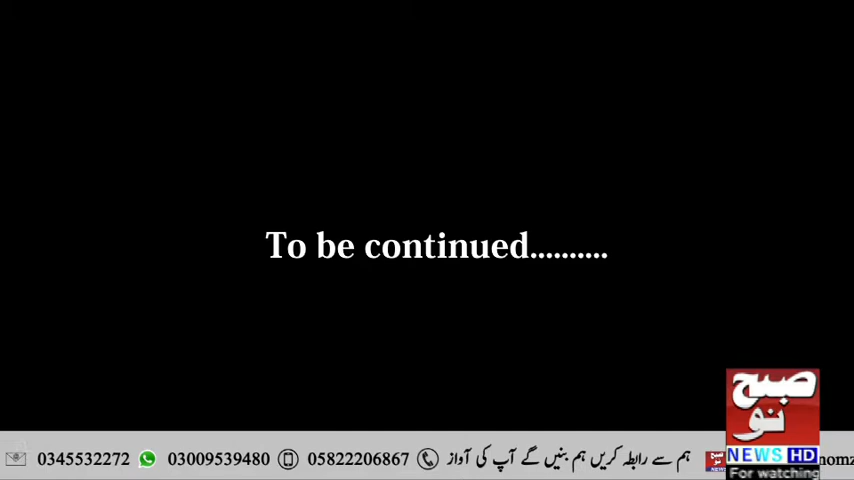 To be continued..........
صبح
نو
NEWS HD
For watching
0345532272 03009539480 05822206867 ہم سے رابطہ کریں ہم بنیں گے آپ کی آواز